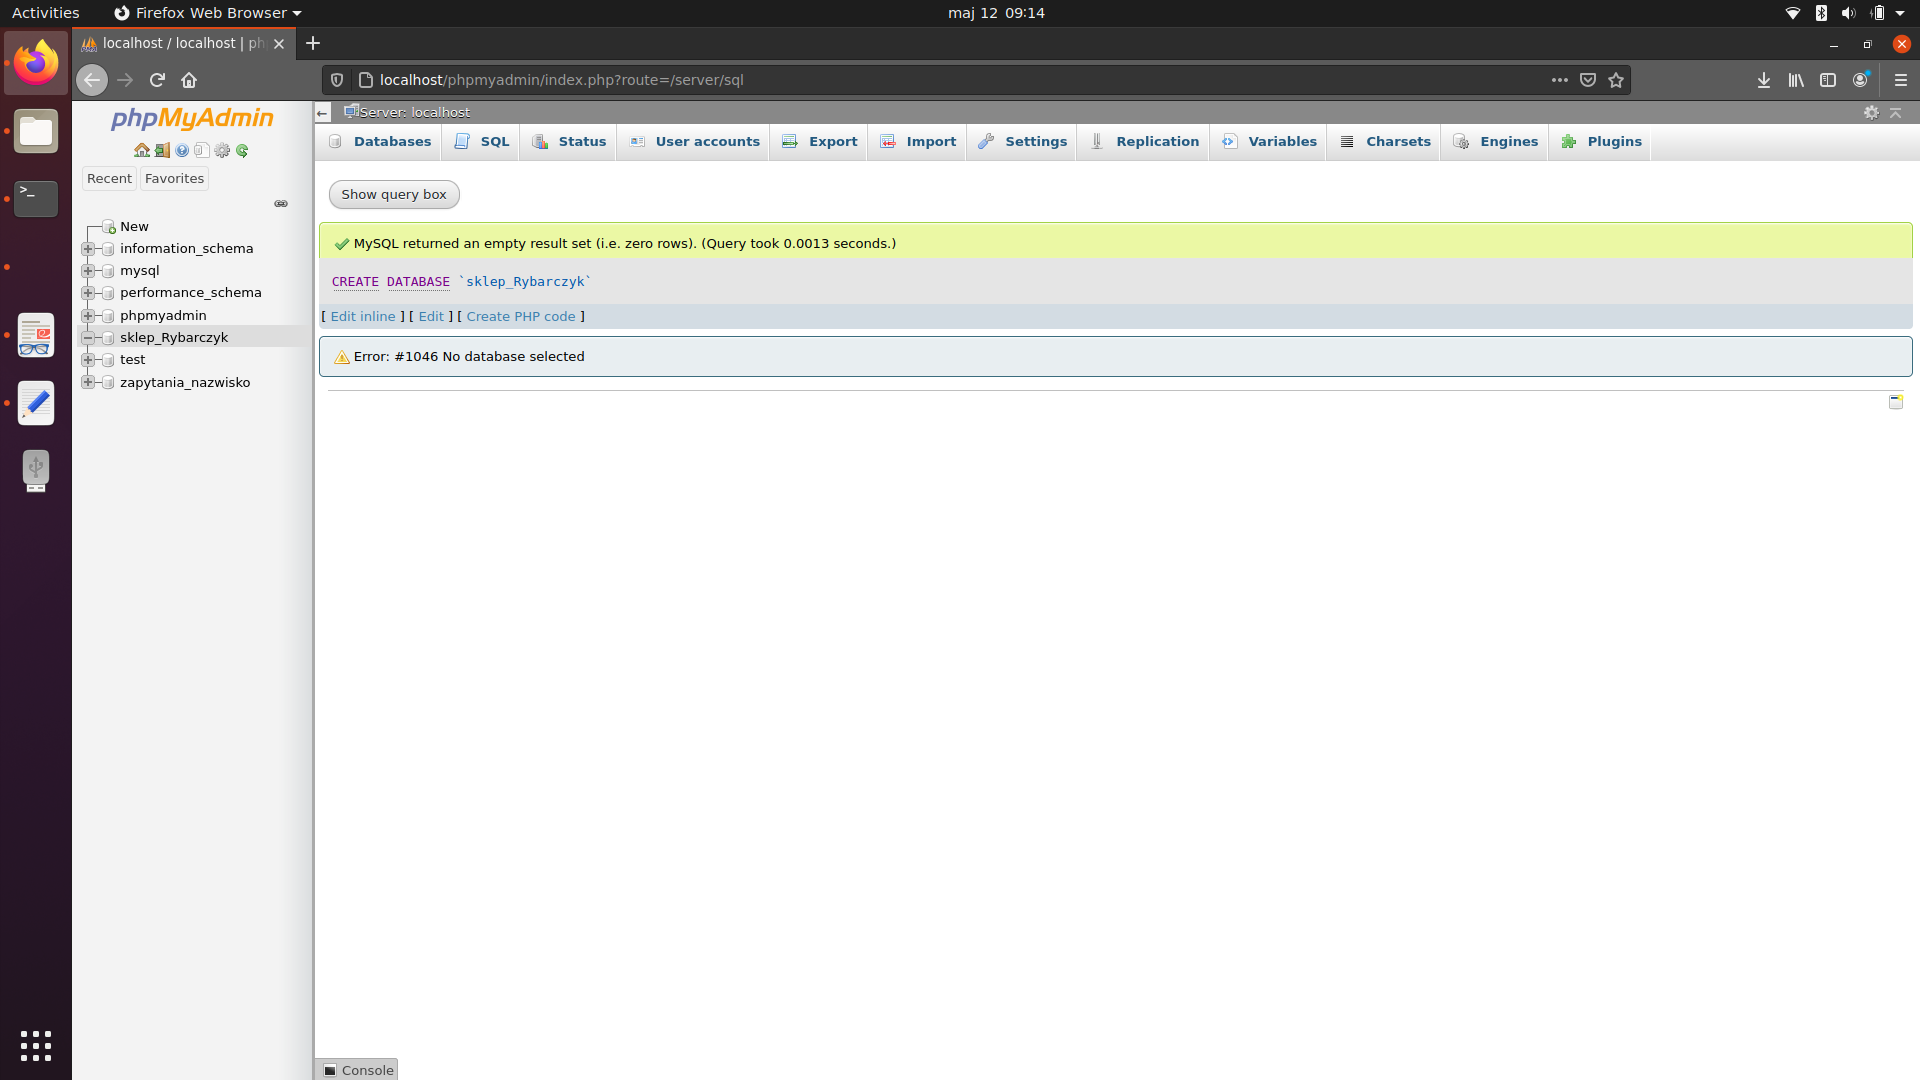 Activities
Firefox Web Browser
maj 12 09:14
localhost / localhost | ph
localhost/phpmyadmin/index.php?route=/server/sql
phpMyAdmin
Recent
Favorites
New
information_schema
mysql
performance_schema
phpmyadmin
sklep_Rybarczyk
test
zapytania_nazwisko
Server: localhost
Databases
SQL
Status
User accounts
Export
Import
Settings
Replication
Variables
Charsets
Engines
Plugins
Show query box
MySQL returned an empty result set (i.e. zero rows). (Query took 0.0013 seconds.)
CREATE DATABASE `sklep_Rybarczyk`
[ Edit inline ] [ Edit ] [ Create PHP code ]
Error: #1046 No database selected
Console